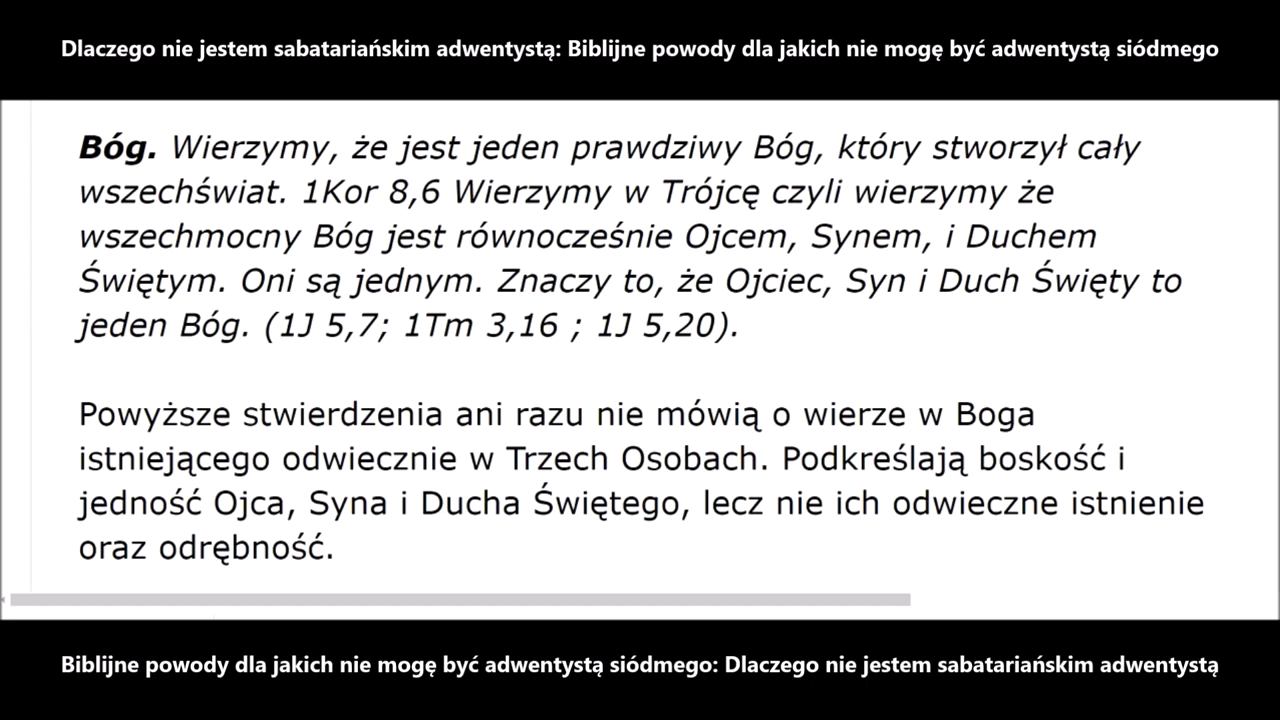 Dlaczego nie jestem sabatariańskim adwentystą: Biblijne powody dla jakich nie mogę być adwentystą siódmego
Bóg. Wierzymy, że jest jeden prawdziwy Bóg, który stworzył cały
wszechświat. 1Kor 8,6 Wierzymy w Trójcę czyli wierzymy że
wszechmocny Bóg jest równocześnie Ojcem, Synem, i Duchem
Świętym. Oni są jednym. Znaczy to, że Ojciec, Syn i Duch Święty to
jeden Bóg. (1J 5,7; 1Tm 3,16 ; 1J 5,20).
Powyższe stwierdzenia ani razu nie mówią o wierze w Boga
istniejącego odwiecznie w Trzech Osobach. Podkreślają boskość i
jedność Ojca, Syna i Ducha Świętego, lecz nie ich odwieczne istnienie
oraz odrębność.
Biblijne powody dla jakich nie mogę być adwentystą siódmego: Dlaczego nie jestem sabatariańskim adwentystą